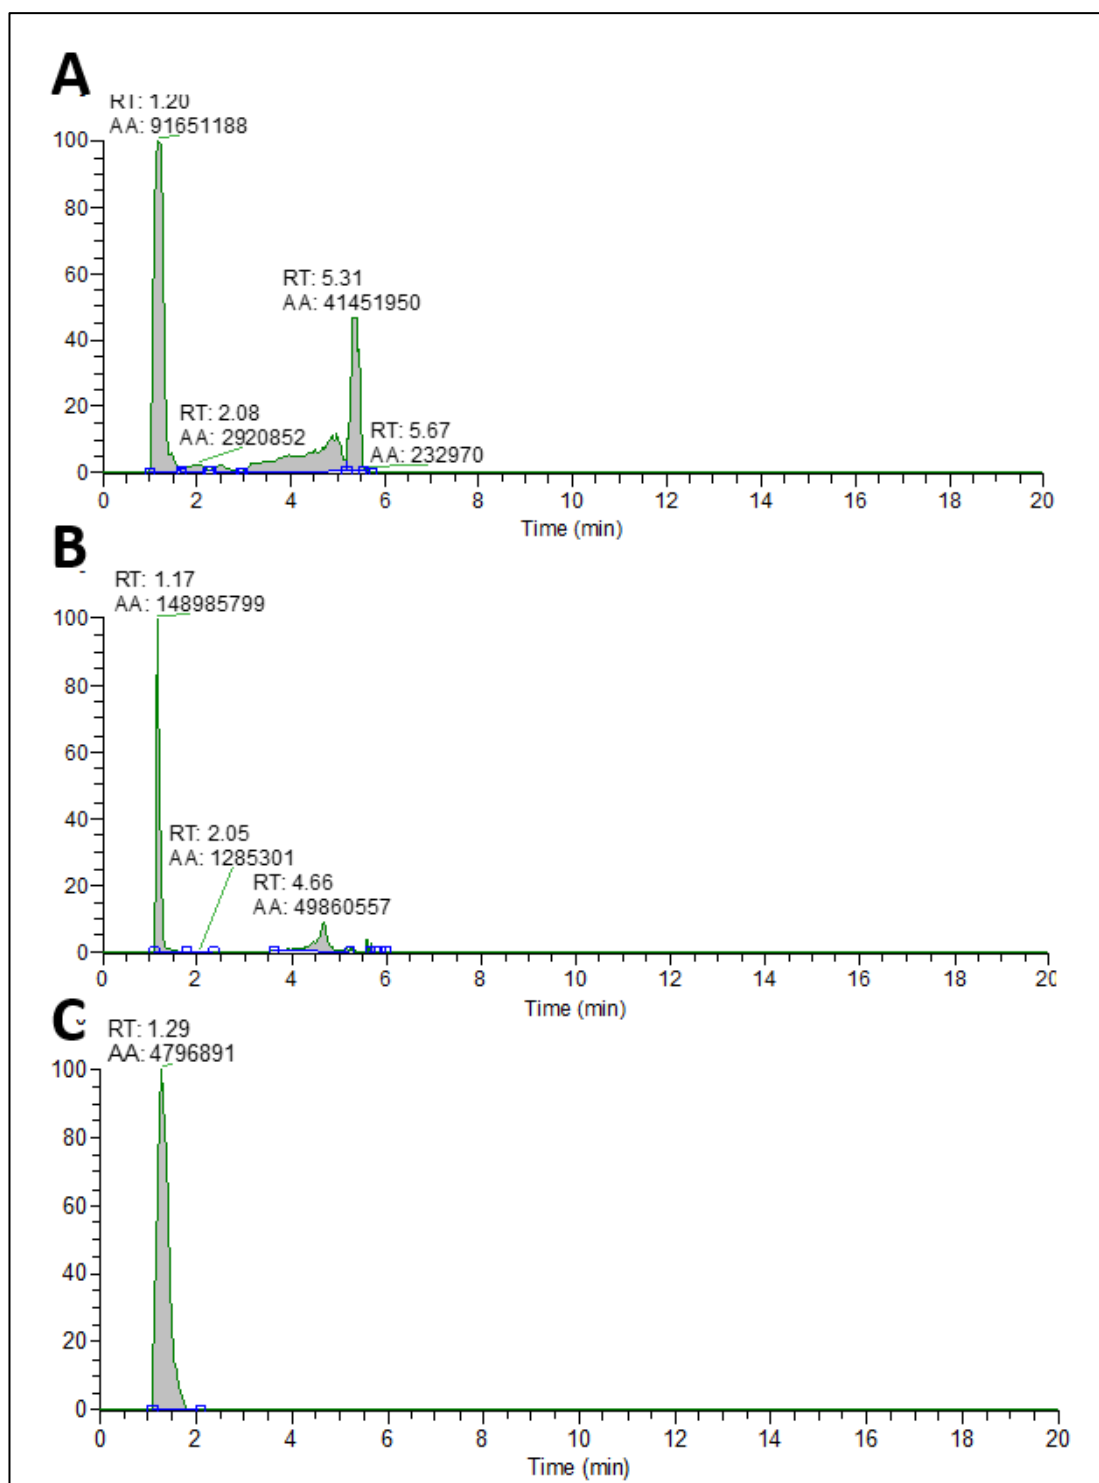 A
RT: 1.20
AA: 91651188
100
80
60
40
20
0
RT: 5.31
AA: 41451950
RT: 2.08
AA: 2920852
RT: 5.67
AA: 232970
0 2 4 6 8 10 12 14 16 18 20
Time (min)
B
RT: 1.17
AA: 148985799
100
80
60
40
20
0
RT: 2.05
AA: 1285301
RT: 4.66
AA: 49860557
0 2 4 6 8 10 12 14 16 18 20
Time (min)
C
RT: 1.29
AA: 4796891
100
80
60
40
20
0
0 2 4 6 8 10 12 14 16 18 20
Time (min)